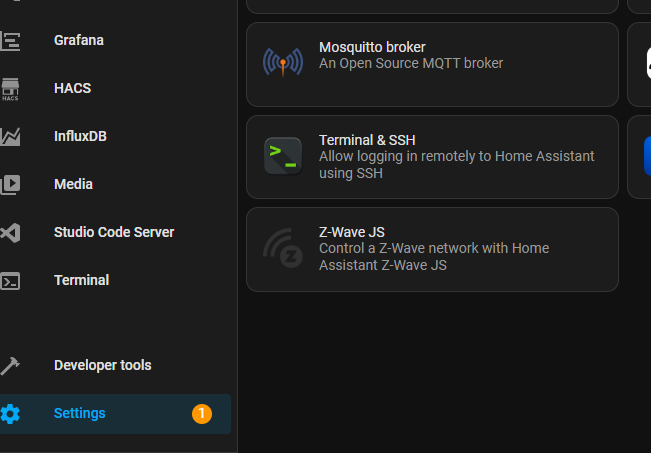 Grafana
HACS
HACS
InfluxDB
Media
Studio Code Server
Terminal
Developer tools
Settings
1
Mosquitto broker
An Open Source MQTT broker
Terminal & SSH
Allow logging in remotely to Home Assistant
using SSH
Z-Wave JS
Control a Z-Wave network with Home
Assistant Z-Wave JS